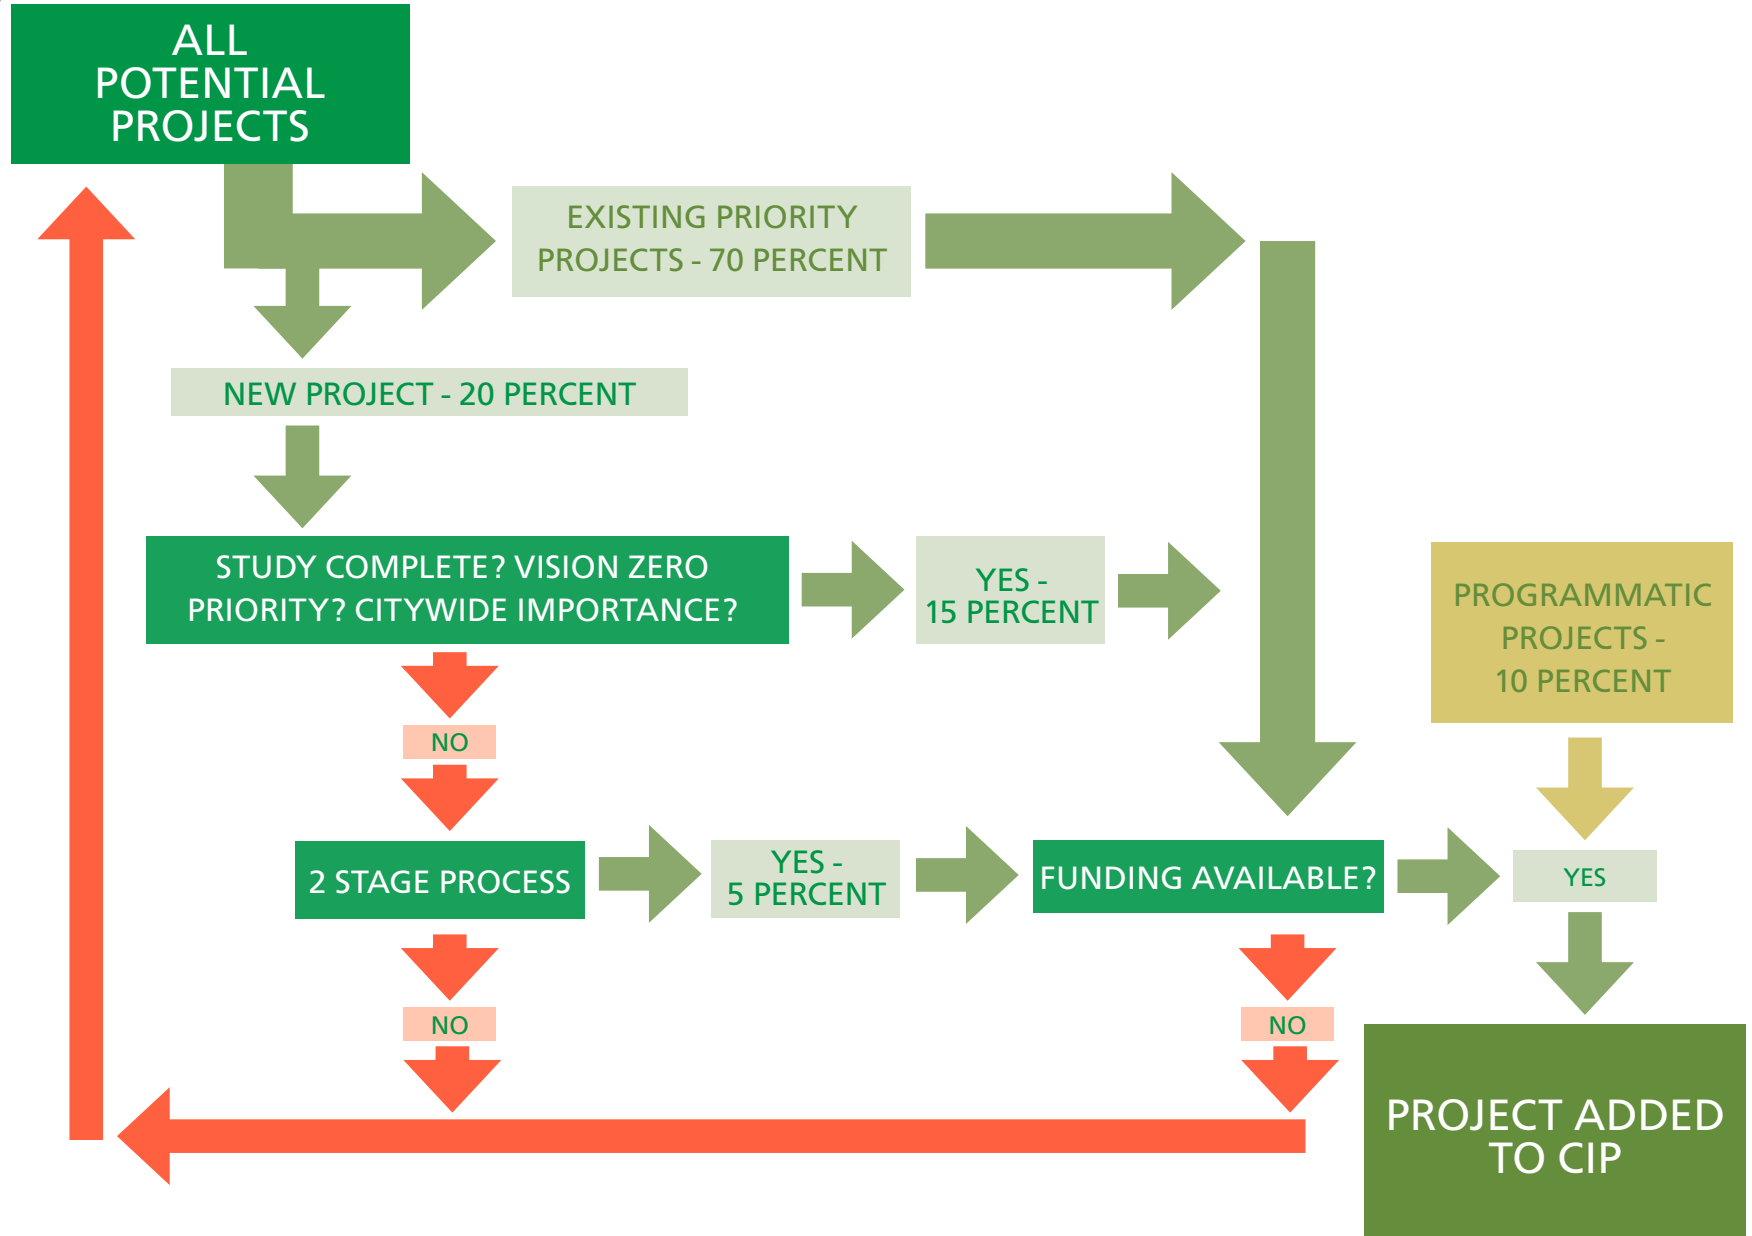 ALL
POTENTIAL
PROJECTS
EXISTING PRIORITY
PROJECTS - 70 PERCENT
NEW PROJECT - 20 PERCENT
STUDY COMPLETE? VISION ZERO
PRIORITY? CITYWIDE IMPORTANCE?
YES -
15 PERCENT
PROGRAMMATIC
PROJECTS -
10 PERCENT
NO
2 STAGE PROCESS
YES -
5 PERCENT
FUNDING AVAILABLE?
YES
NO
NO
PROJECT ADDED
TO CIP